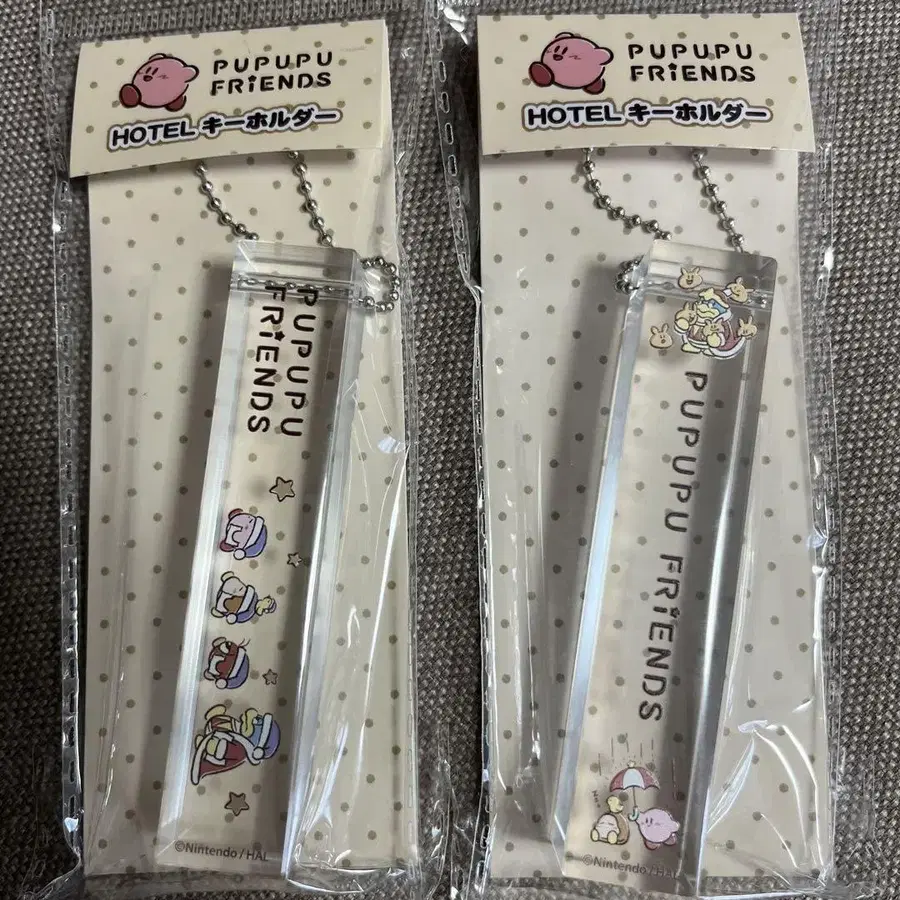 PUPUPU
FRiENDS
HOTEL キーホルダー
PUPUPU
FRiENDS
©Nintendo / HAL
PUPUPU
FRiENDS
HOTEL キーホルダー
PUPUPU FRiENDS
©Nintendo / HAL